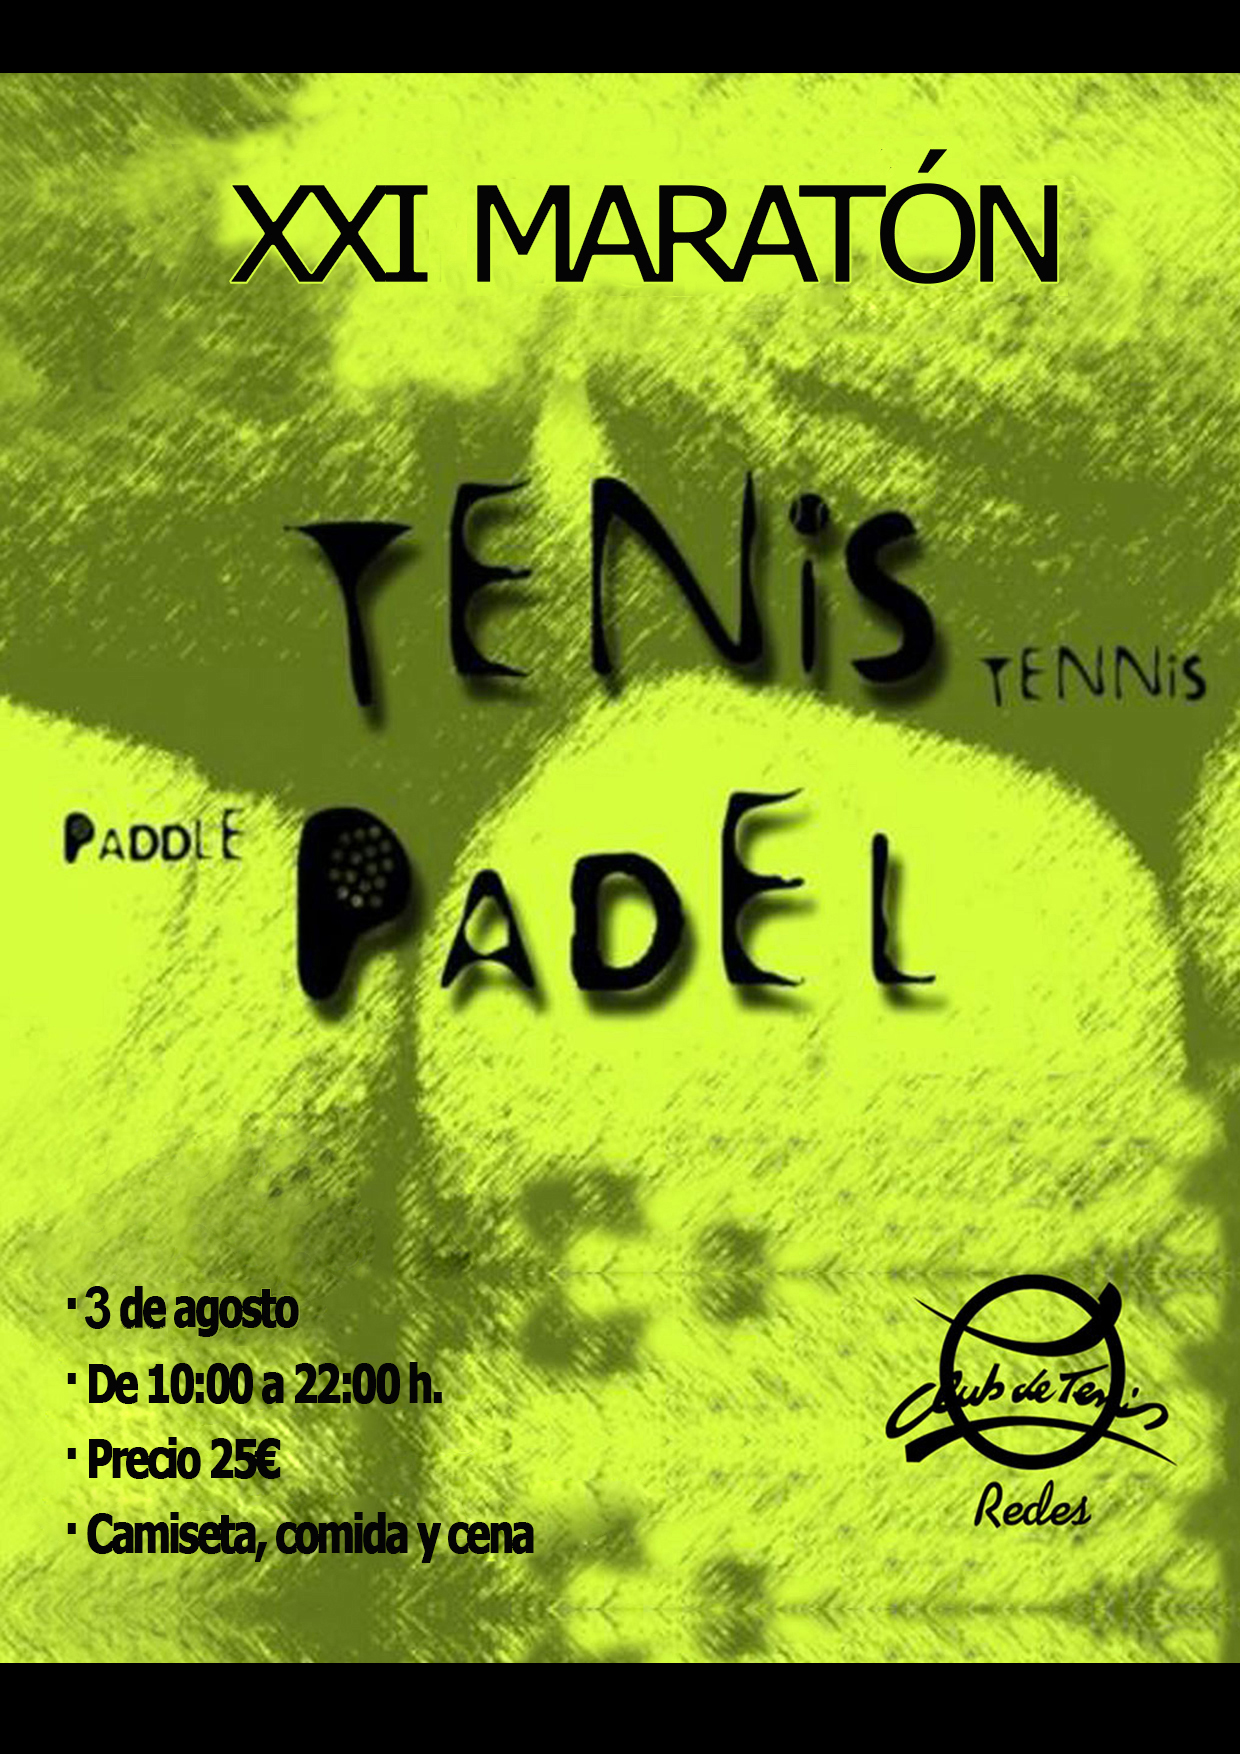 XXI MARATÓN
TENiS
TENNiS
PADDLE
PADEL
· 3 de agosto
· De 10:00 a 22:00 h.
· Precio 25€
· Camiseta, comida y cena
Club de Tenis
Redes